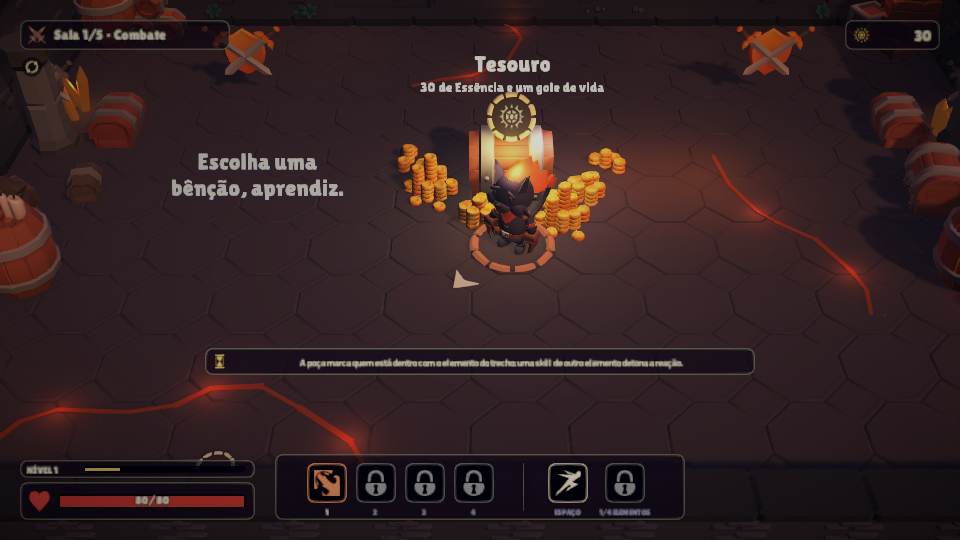 Sala 1/5 - Combate
30
Tesouro
30 de Essência e um gole de vida
Escolha uma
bênção, aprendiz.
A poça marca quem está dentro com o elemento do trecho: uma skill de outro elemento detona a reação.
NÍVEL 1
80/80
1
2
3
4
ESPAÇO
1/4 ELEMENTOS